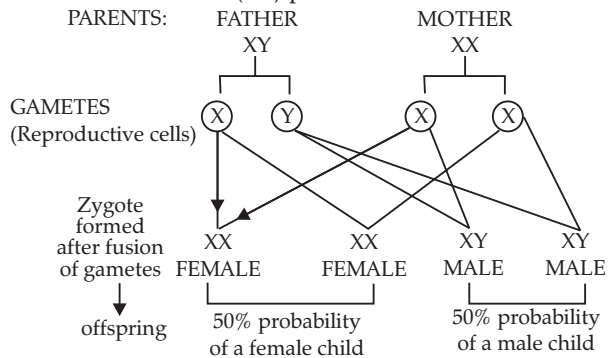 PARENTS: FATHER MOTHER
XY XX
GAMETES
(Reproductive cells)
X Y X X
Zygote
formed
after fusion
of gametes
XX XX XY XY
FEMALE FEMALE MALE MALE
offspring
50% probability
of a female child
50% probability
of a male child